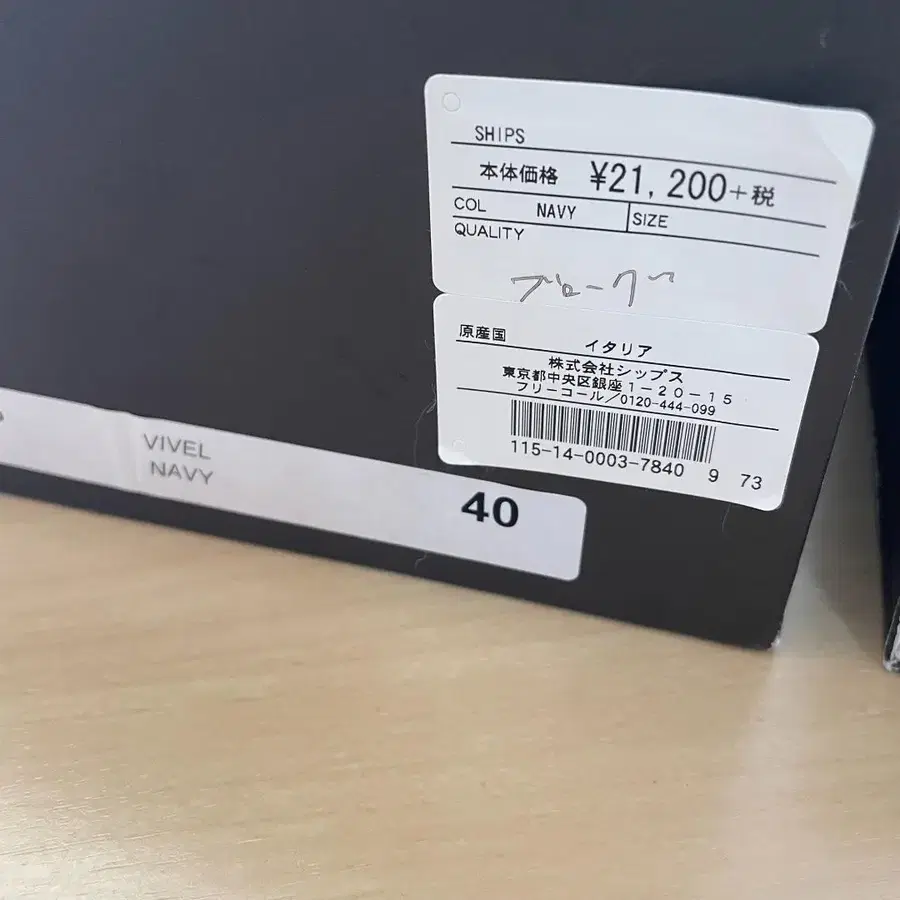 SHIPS
本体価格 ¥21,200+税
COL NAVY SIZE
QUALITY
ブローグ
原産国 イタリア
株式会社シップス
東京都中央区銀座1-20-15
フリーコール/0120-444-099
115-14-0003-7840 9 73
VIVEL
NAVY
40